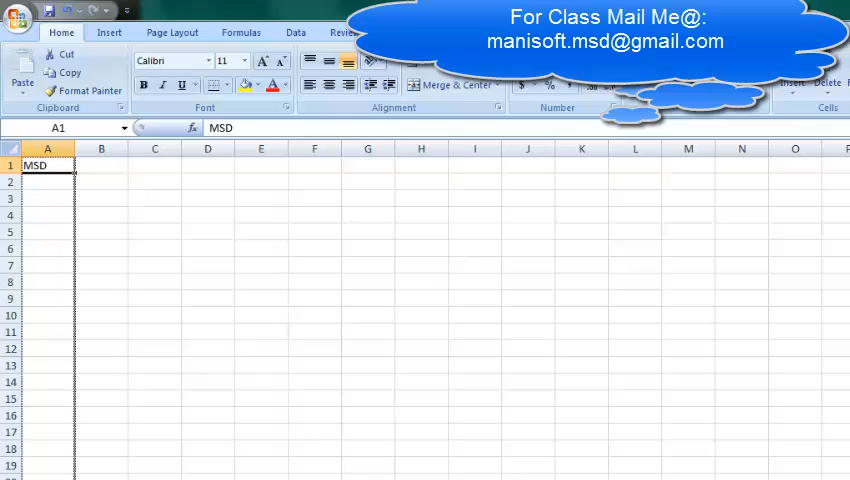 For Class Mail Me@:
manisoft.msd@gmail.com
Home Insert Page Layout Formulas Data
Paste
Cut
Copy
Format Painter
Clipboard
Calibri 11 A A
B I U A
Font
Merge & Center
Alignment
$ % ,
Number
Insert Delete
Cells
A1 fx MSD
A B C D E F G H I J K L M N O
1 MSD
2
3
4
5
6
7
8
9
10
11
12
13
14
15
16
17
18
19